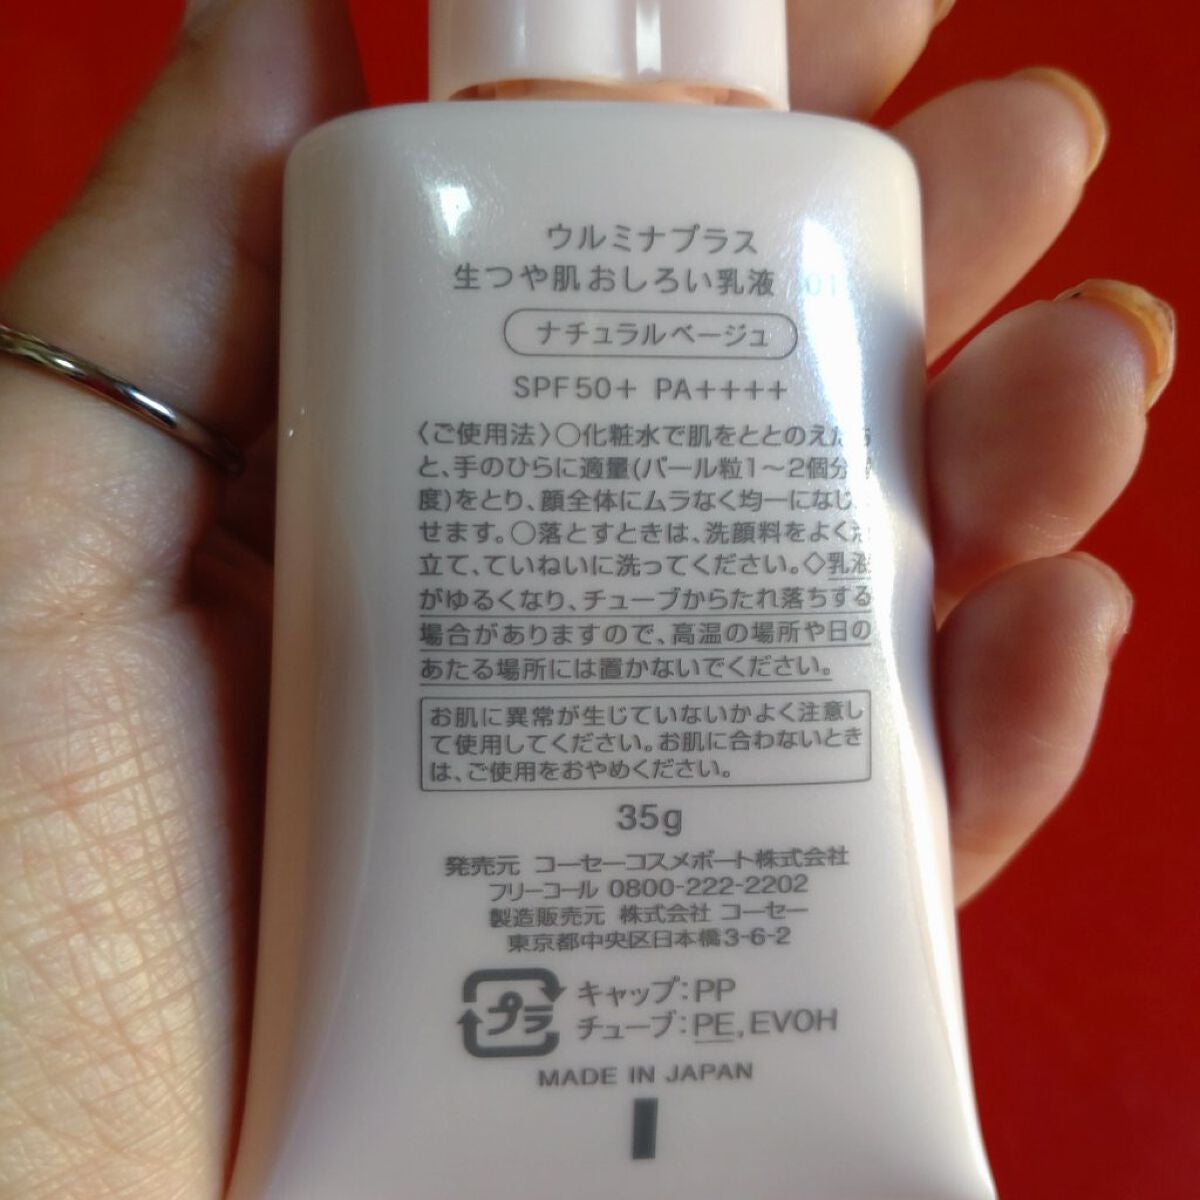 ウルミナプラス
生つや肌おしろい乳液 01
ナチュラルベージュ
SPF50+ PA++++
〈ご使用法〉○化粧水で肌をととのえたあ
と、手のひらに適量(パール粒1〜2個分程
度)をとり、顔全体にムラなく均一になじま
せます。○落とすときは、洗顔料をよく泡
立て、ていねいに洗ってください。◇乳液
がゆるくなり、チューブからたれ落ちする
場合がありますので、高温の場所や日の
あたる場所には置かないでください。
お肌に異常が生じていないかよく注意し
て使用してください。お肌に合わないとき
は、ご使用をおやめください。
35g
発売元 コーセーコスメポート株式会社
フリーコール 0800-222-2202
製造販売元 株式会社 コーセー
東京都中央区日本橋3-6-2
プラ
キャップ:PP
チューブ:PE,EVOH
MADE IN JAPAN